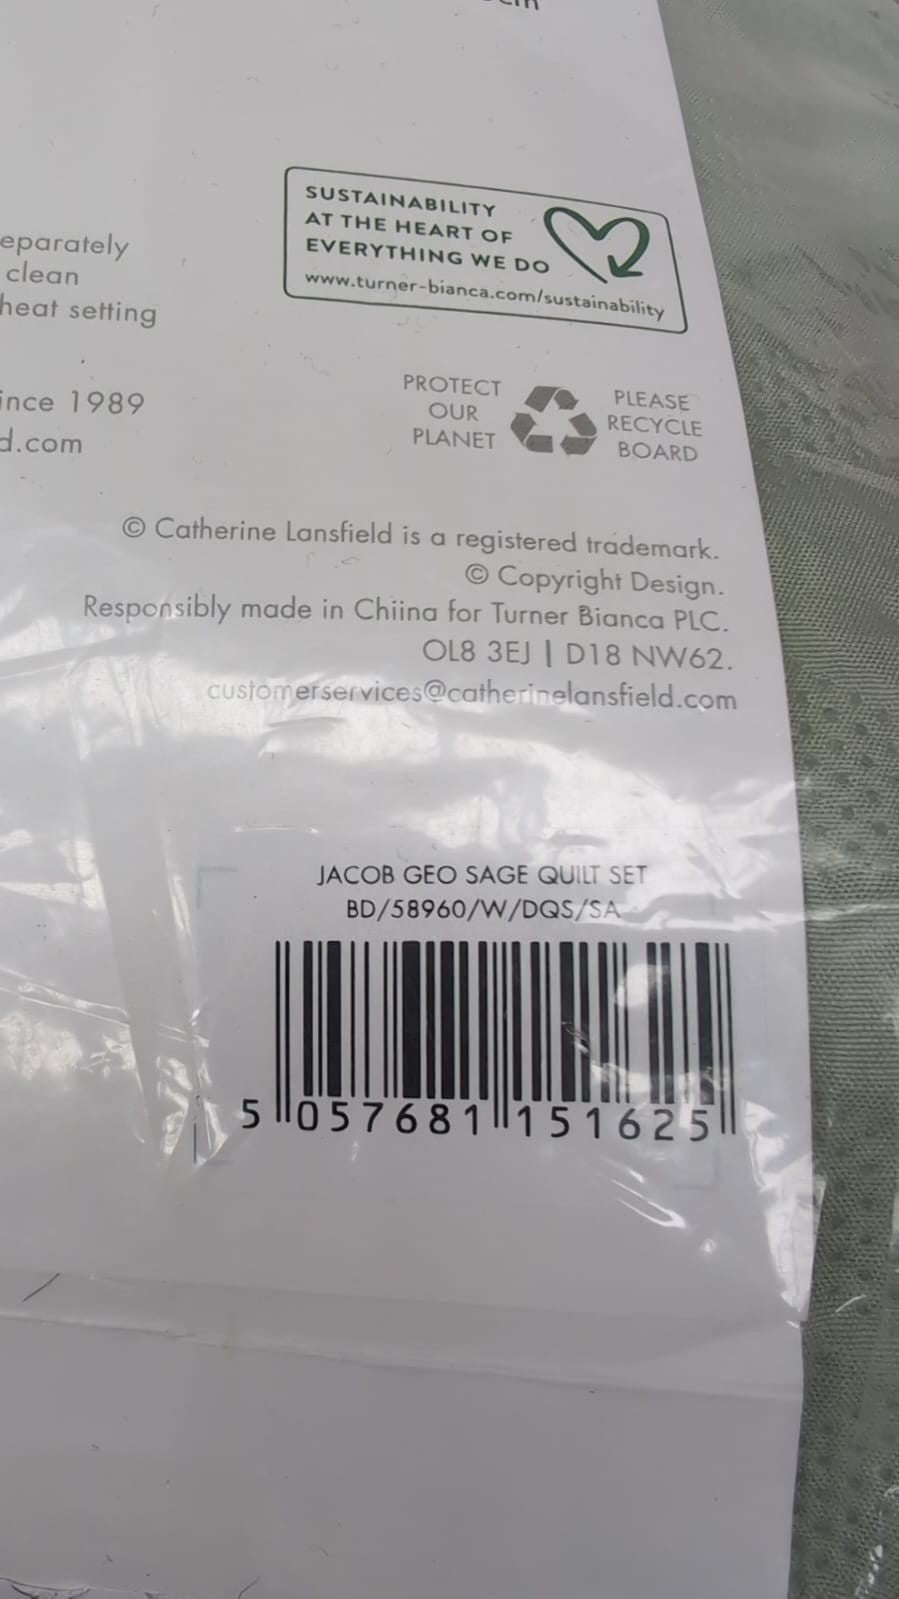 SUSTAINABILITY
AT THE HEART OF
EVERYTHING WE DO
www.turner-bianca.com/sustainability
eparately
clean
heat setting
PROTECT
OUR
PLANET
PLEASE
RECYCLE
BOARD
ince 1989
d.com
© Catherine Lansfield is a registered trademark.
© Copyright Design.
Responsibly made in Chiina for Turner Bianca PLC.
OL8 3EJ | D18 NW62.
customerservices@catherinelansfield.com
JACOB GEO SAGE QUILT SET
BD/58960/W/DQS/SA
5 057681 151625